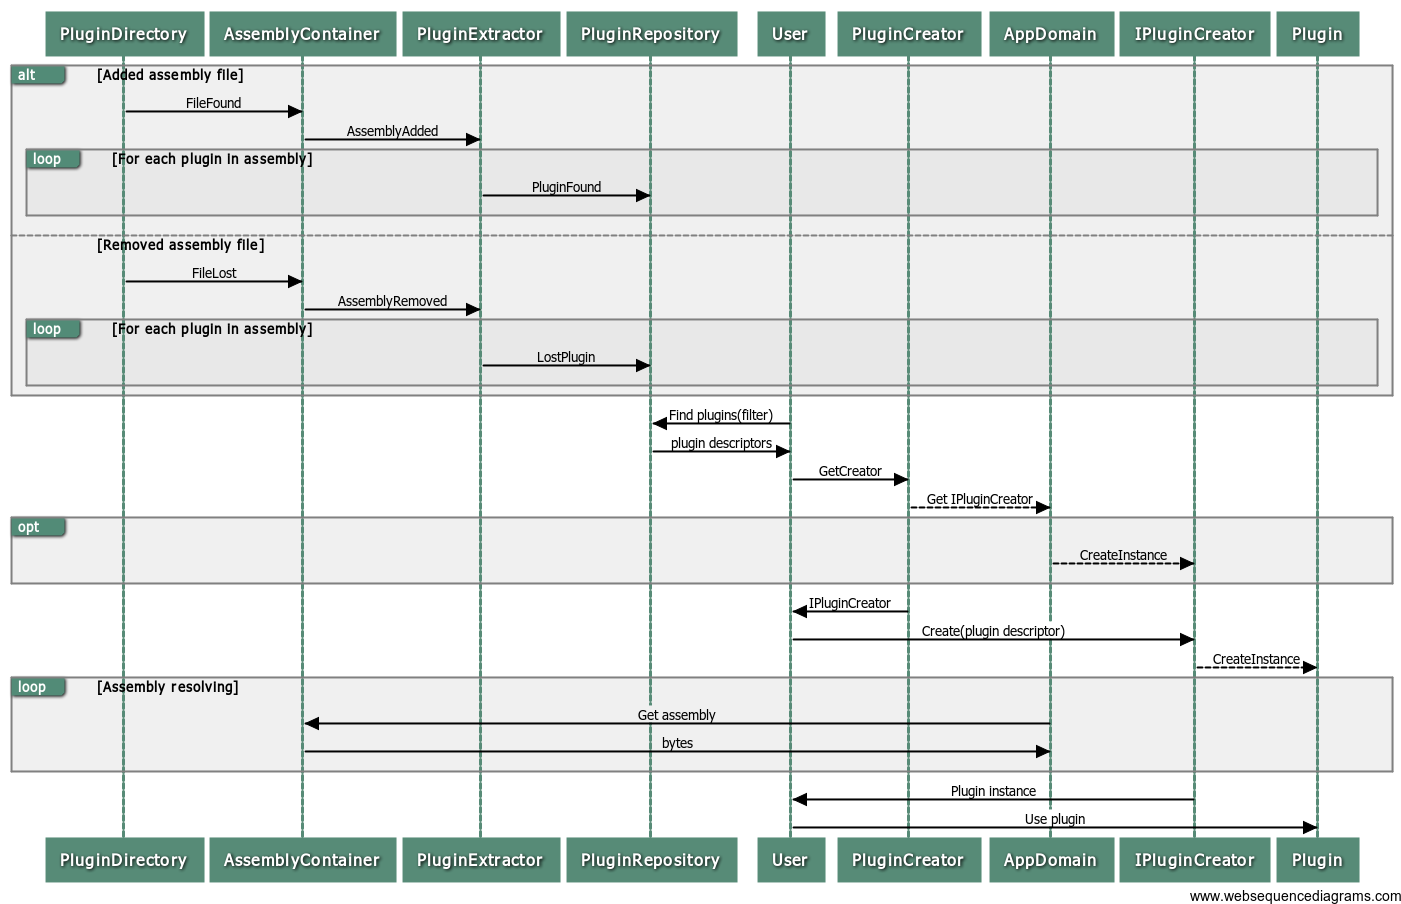 PluginDirectory AssemblyContainer PluginExtractor PluginRepository User PluginCreator AppDomain IPluginCreator Plugin
alt [Added assembly file]
FileFound
AssemblyAdded
loop [For each plugin in assembly]
PluginFound
[Removed assembly file]
FileLost
AssemblyRemoved
loop [For each plugin in assembly]
LostPlugin
Find plugins(filter)
plugin descriptors
GetCreator
Get IPluginCreator
opt
CreateInstance
IPluginCreator
Create(plugin descriptor)
CreateInstance
loop [Assembly resolving]
Get assembly
bytes
Plugin instance
Use plugin
PluginDirectory AssemblyContainer PluginExtractor PluginRepository User PluginCreator AppDomain IPluginCreator Plugin
www.websequencediagrams.com